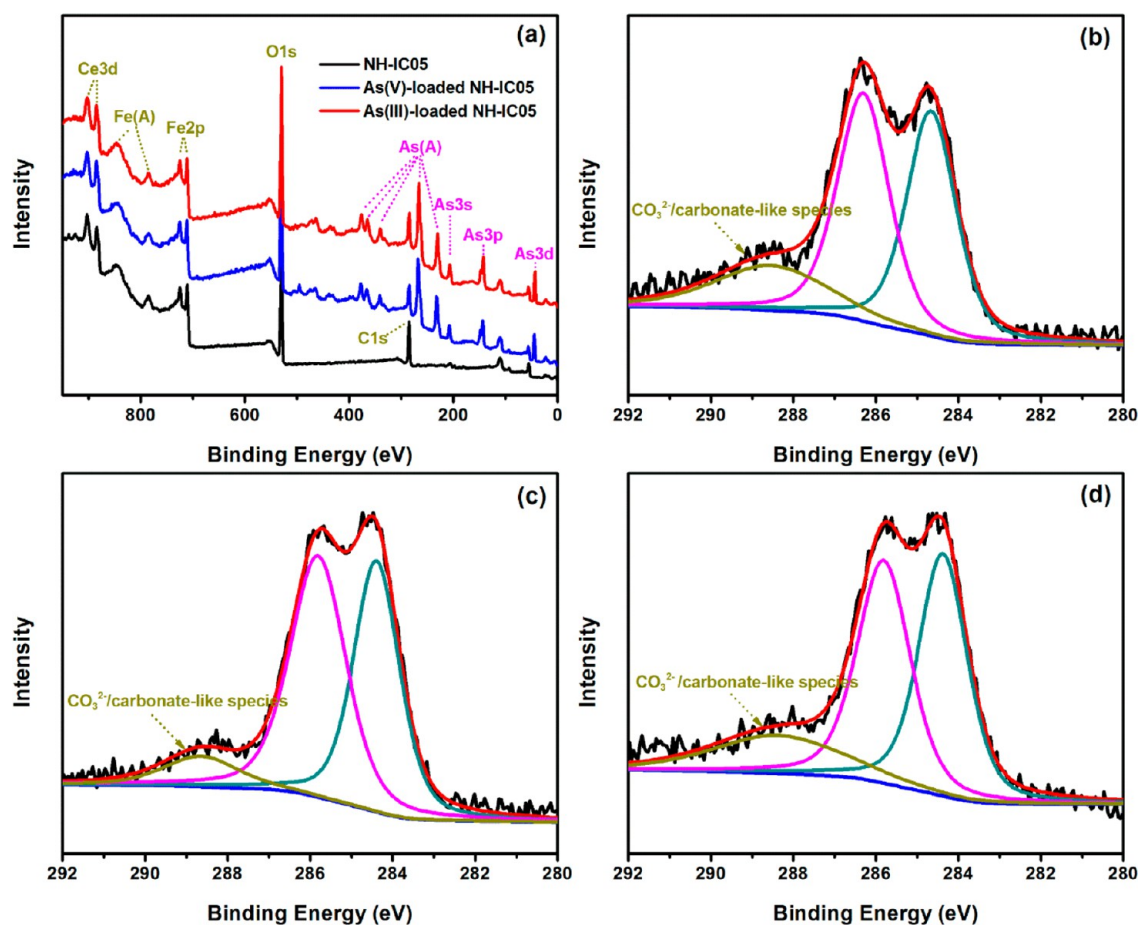 (a)
O1s
Ce3d
Fe(A)
Fe2p
NH-IC05
As(V)-loaded NH-IC05
As(III)-loaded NH-IC05
As(A)
As3s
As3p
As3d
C1s
Intensity
800 600 400 200 0
Binding Energy (eV)
(b)
CO₃²⁻/carbonate-like species
Intensity
292 290 288 286 284 282 280
Binding Energy (eV)
(c)
CO₃²⁻/carbonate-like species
Intensity
292 290 288 286 284 282 280
Binding Energy (eV)
(d)
CO₃²⁻/carbonate-like species
Intensity
292 290 288 286 284 282 280
Binding Energy (eV)